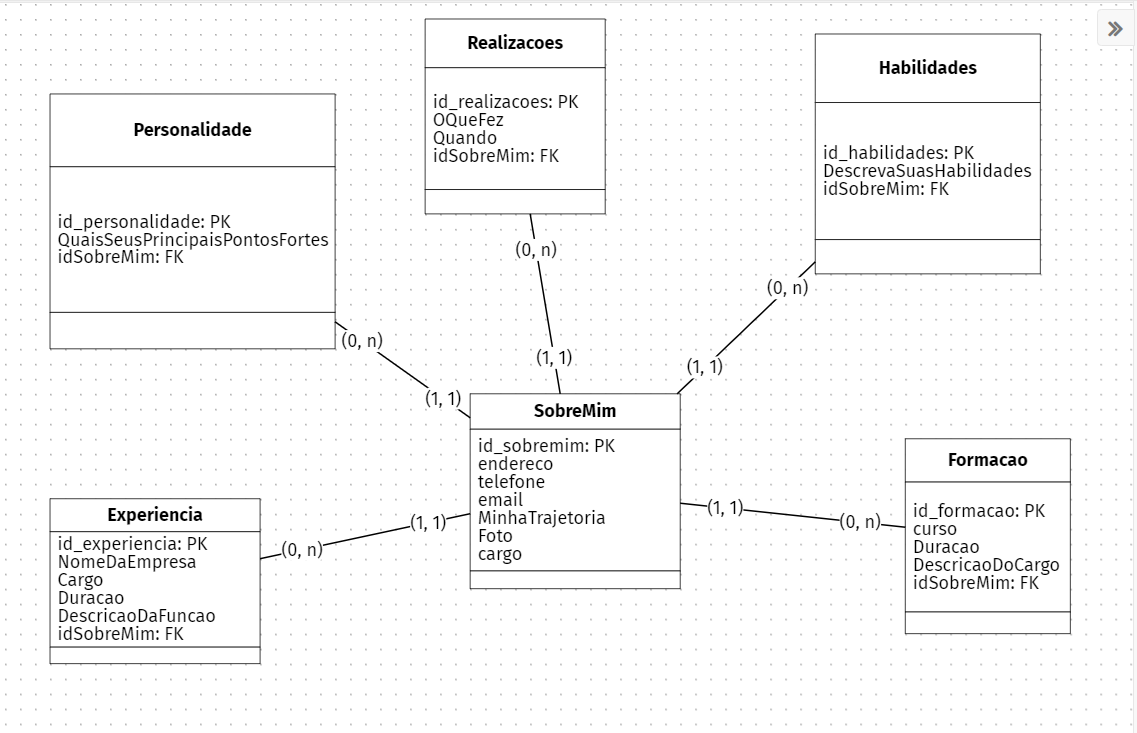 Realizacoes
id_realizacoes: PK
OQueFez
Quando
idSobreMim: FK
Habilidades
id_habilidades: PK
DescrevaSuasHabilidades
idSobreMim: FK
Personalidade
id_personalidade: PK
QuaisSeusPrincipaisPontosFortes
idSobreMim: FK
(0, n)
(0, n)
(0, n)
(1, 1)
(1, 1)
(1, 1)
SobreMim
id_sobremim: PK
endereco
telefone
email
MinhaTrajetoria
Foto
cargo
(1, 1)
(0, n)
(1, 1)
(0, n)
Formacao
id_formacao: PK
curso
Duracao
DescricaoDoCargo
idSobreMim: FK
Experiencia
id_experiencia: PK
NomeDaEmpresa
Cargo
Duracao
DescricaoDaFuncao
idSobreMim: FK